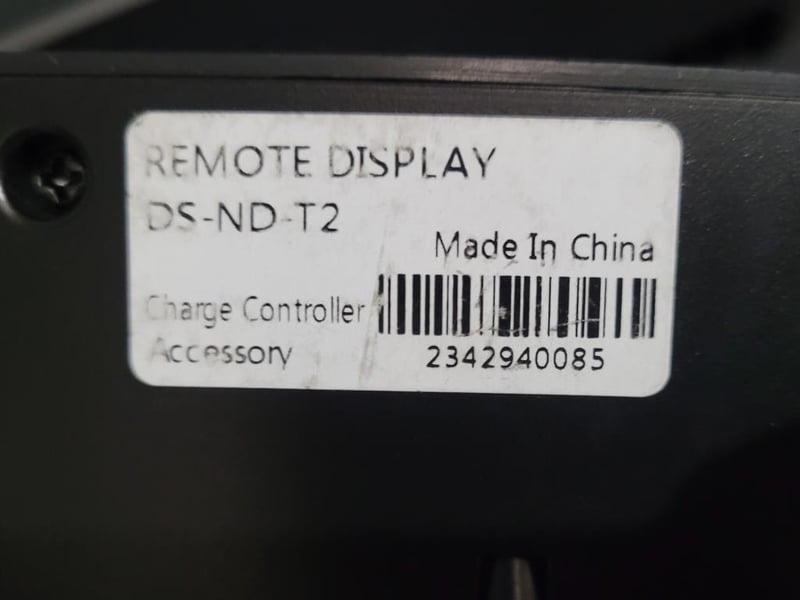 REMOTE DISPLAY
DS-ND-T2
Made In China
Charge Controller
Accessory
2342940085